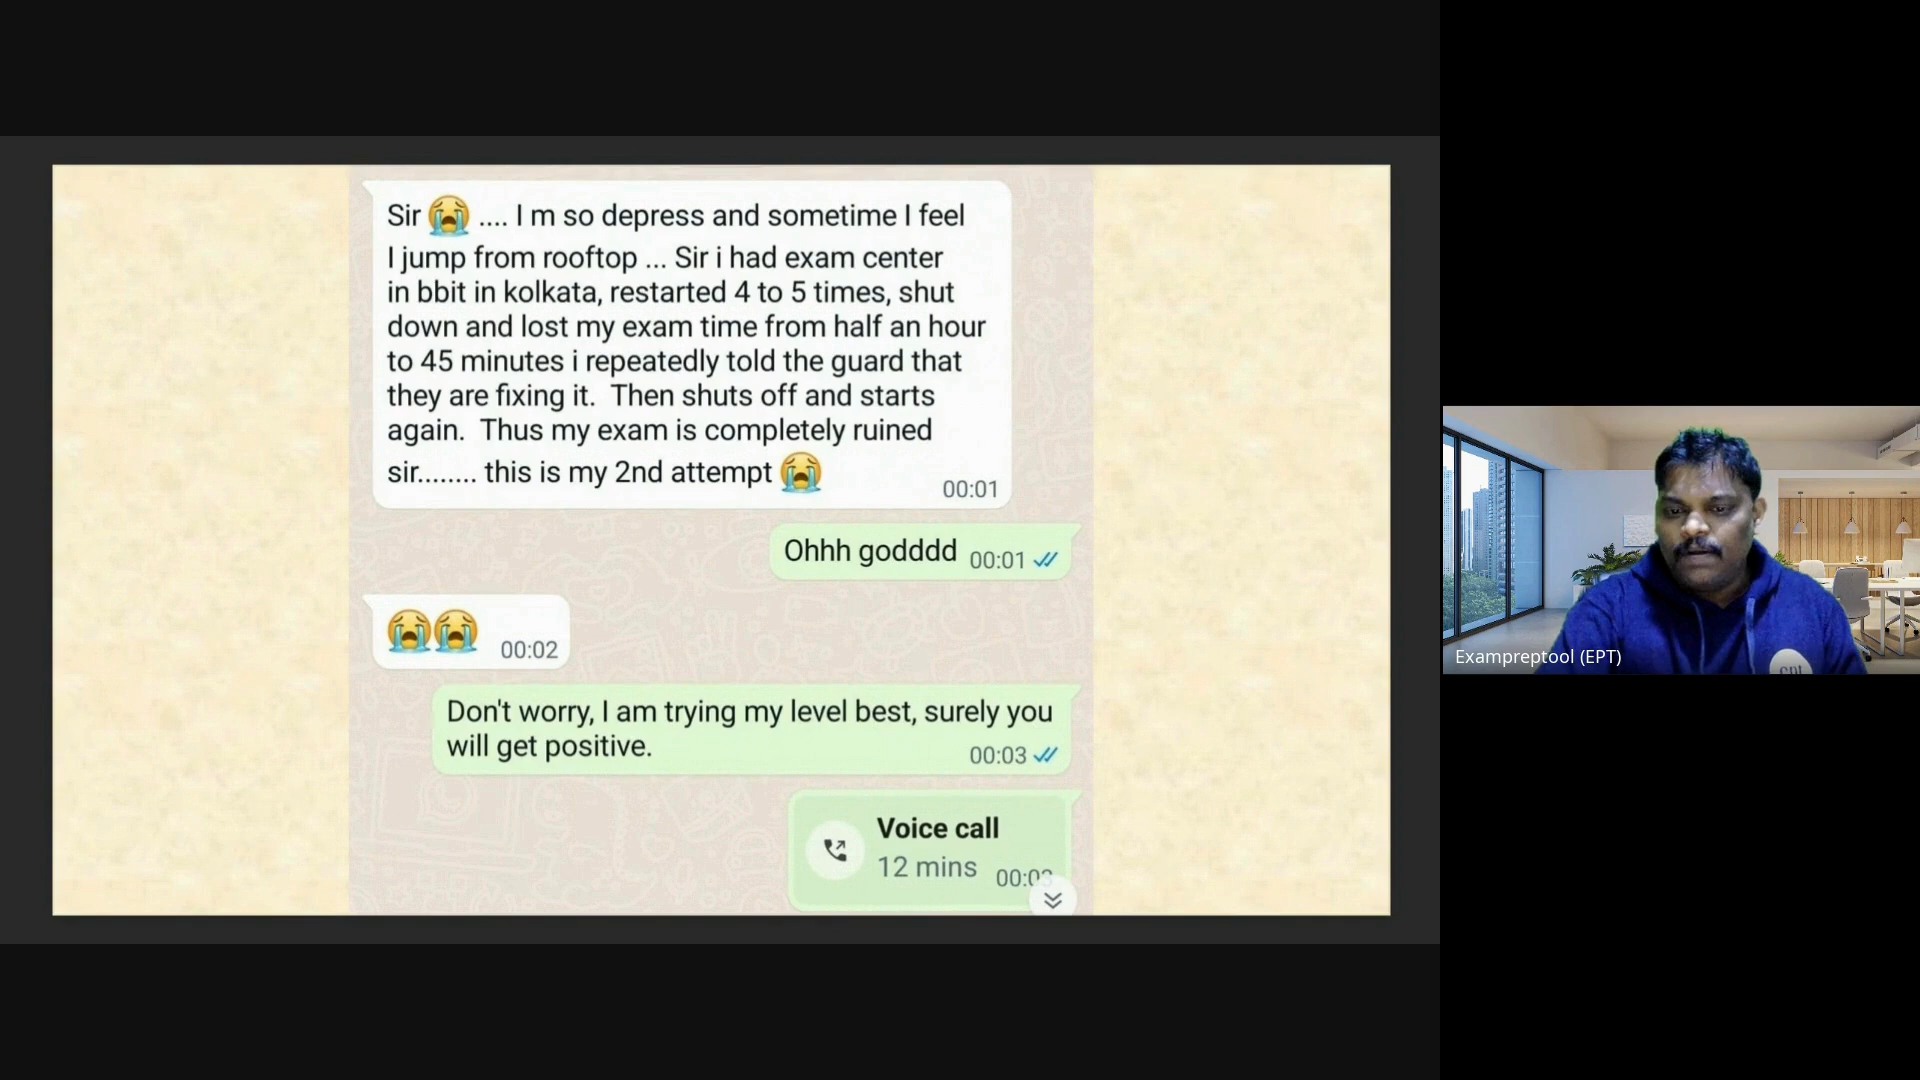 Sir 😭 .... I m so depress and sometime I feel
I jump from rooftop ... Sir i had exam center
in bbit in kolkata, restarted 4 to 5 times, shut
down and lost my exam time from half an hour
to 45 minutes i repeatedly told the guard that
they are fixing it.  Then shuts off and starts
again.  Thus my exam is completely ruined
sir........ this is my 2nd attempt 😭
00:01
Ohhh godddd 00:01
😭😭 00:02
Don't worry, I am trying my level best, surely you
will get positive.
00:03
Voice call
12 mins
Exampreptool (EPT)